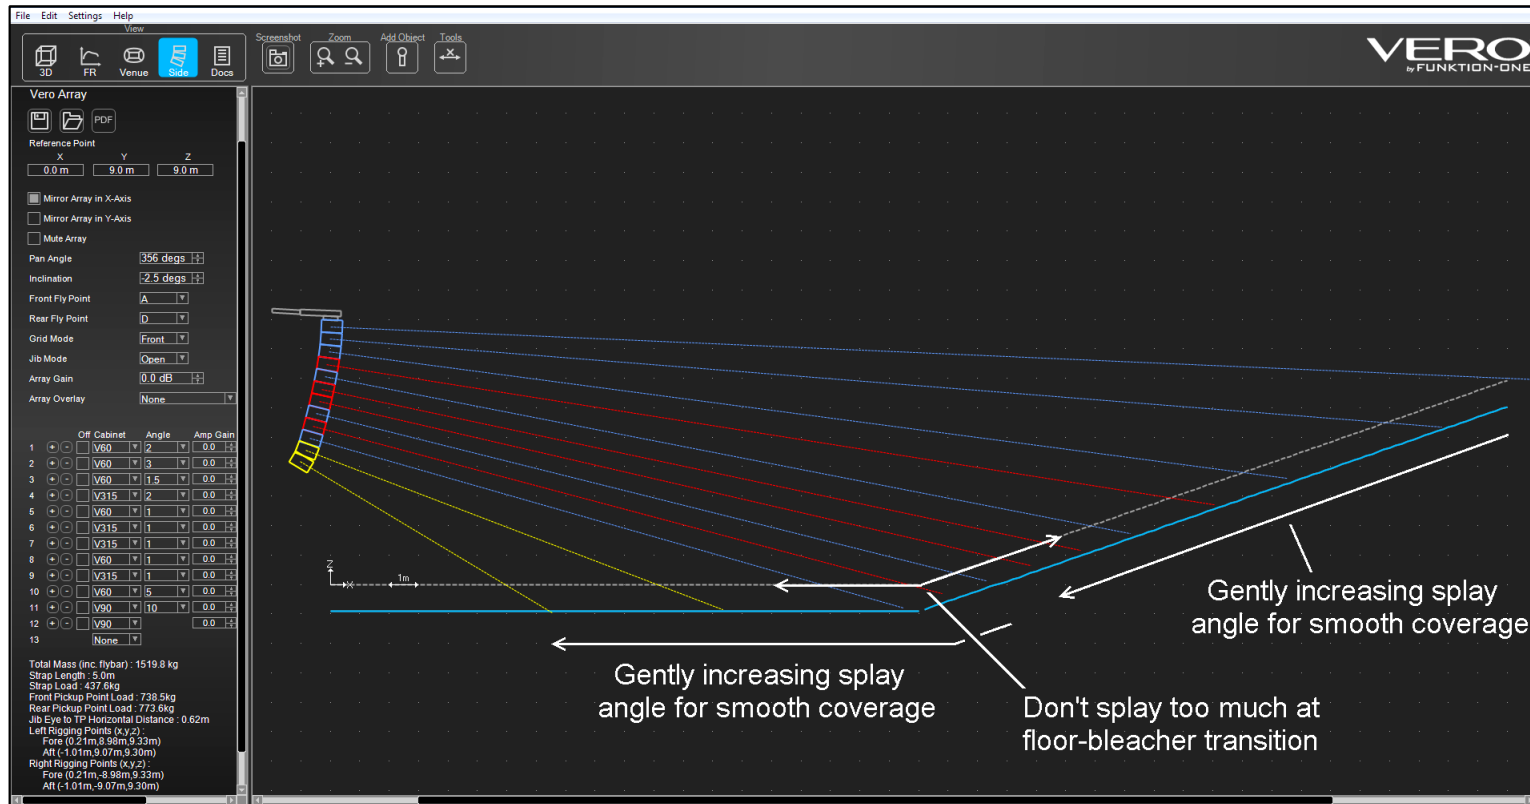 File Edit Settings Help
View
3D FR Venue Side Docs
Screenshot Zoom Add Object Tools
VERO
by FUNKTION-ONE
Vero Array
PDF
Reference Point
X Y Z
0.0 m 9.0 m 9.0 m
Mirror Array in X-Axis
Mirror Array in Y-Axis
Mute Array
Pan Angle 356 degs
Inclination -2.5 degs
Front Fly Point A
Rear Fly Point D
Grid Mode Front
Jib Mode Open
Array Gain 0.0 dB
Array Overlay None
Off Cabinet Angle Amp Gain
1 + - V60 2 0.0
2 + - V60 3 0.0
3 + - V60 1.5 0.0
4 + - V315 2 0.0
5 + - V60 1 0.0
6 + - V315 1 0.0
7 + - V315 1 0.0
8 + - V60 1 0.0
9 + - V315 1 0.0
10 + - V60 5 0.0
11 + - V90 10 0.0
12 + - V90 0.0
13 None
Total Mass (inc. flybar) : 1519.8 kg
Strap Length : 5.0m
Strap Load : 437.6kg
Front Pickup Point Load : 738.5kg
Rear Pickup Point Load : 773.6kg
Jib Eye to TP Horizontal Distance : 0.62m
Left Rigging Points (x,y,z) :
Fore (0.21m,8.98m,9.33m)
Aft (-1.01m,9.07m,9.30m)
Right Rigging Points (x,y,z) :
Fore (0.21m,-8.98m,9.33m)
Aft (-1.01m,-9.07m,9.30m)
Z
X
1m
Gently increasing splay
angle for smooth coverage
Gently increasing splay
angle for smooth coverage
Don't splay too much at
floor-bleacher transition